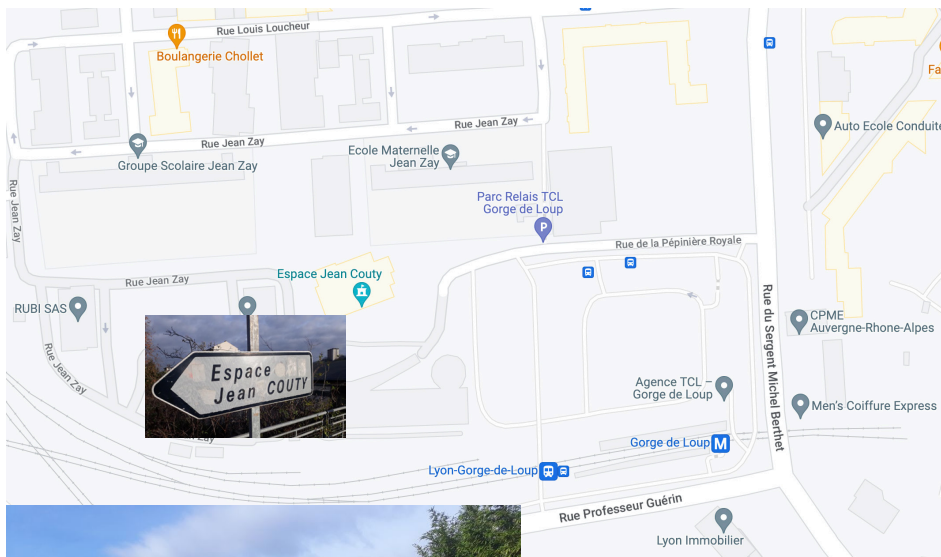 Rue Louis Loucheur
Boulangerie Chollet
Rue Jean Zay
Rue Jean Zay
Groupe Scolaire Jean Zay
Ecole Maternelle
Jean Zay
Auto Ecole Conduite
Rue Jean Zay
Parc Relais TCL
Gorge de Loup
P
Rue de la Pépinière Royale
Espace Jean Couty
Rue Jean Zay
RUBI SAS
Rue du Sergent Michel Berthet
CPME
Auvergne-Rhone-Alpes
Rue Jean Zay
Espace
Jean COUTY
Agence TCL –
Gorge de Loup
Men's Coiffure Express
Gorge de Loup
M
Lyon-Gorge-de-Loup
Rue Professeur Guérin
Lyon Immobilier